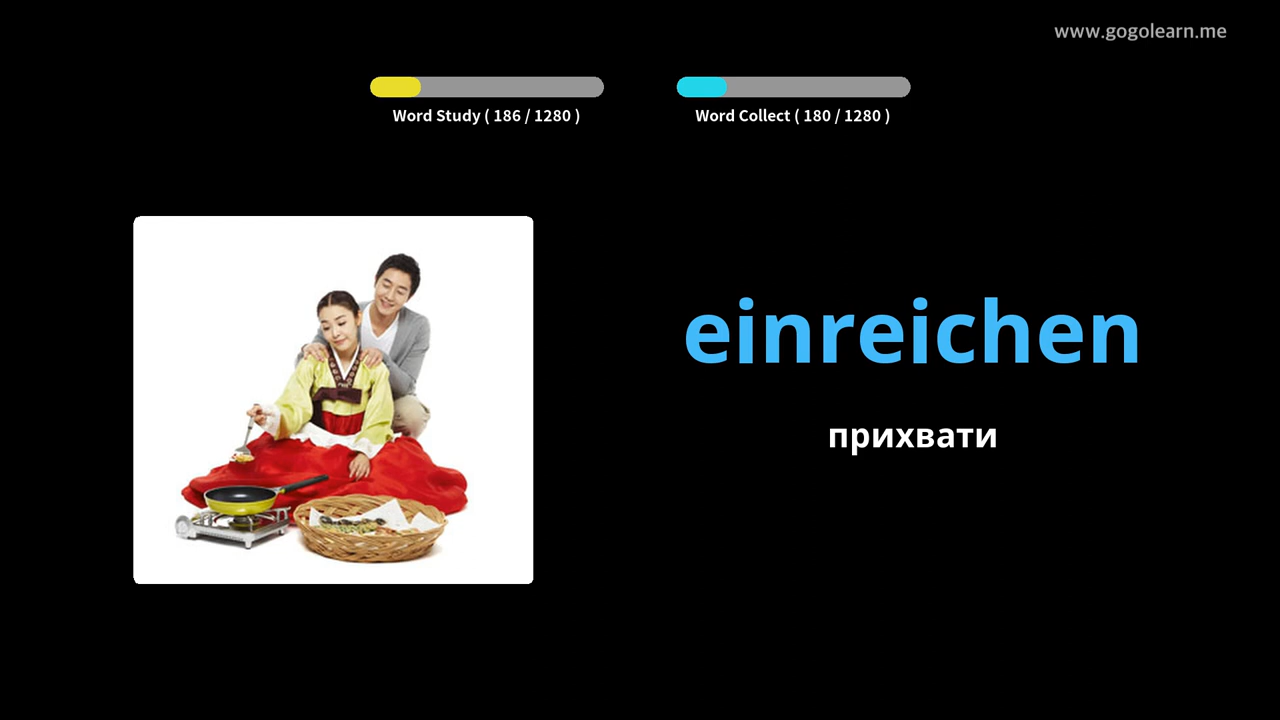 www.gogolearn.me
Word Study ( 186 / 1280 )
Word Collect ( 180 / 1280 )
einreichen
прихвати